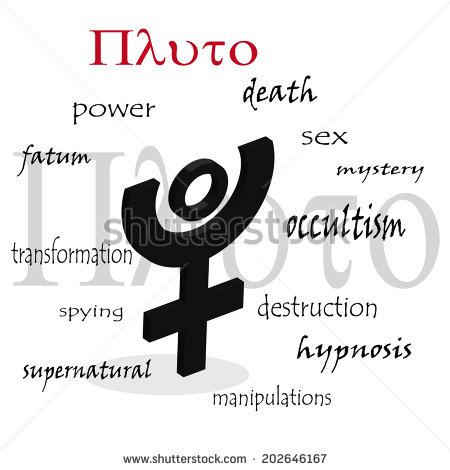 Πλυτο
death
power
sex
fatum
mystery
Πλυτο
occultism
shutterstock
transformation
spying
destruction
hypnosis
supernatural
manipulations
www.shutterstock.com · 202646167